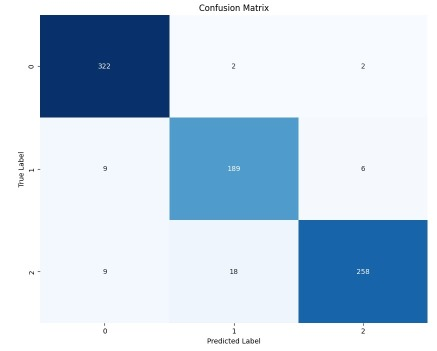 Confusion Matrix
True Label
0 322 2 2
1 9 189 6
2 9 18 258
0 1 2
Predicted Label